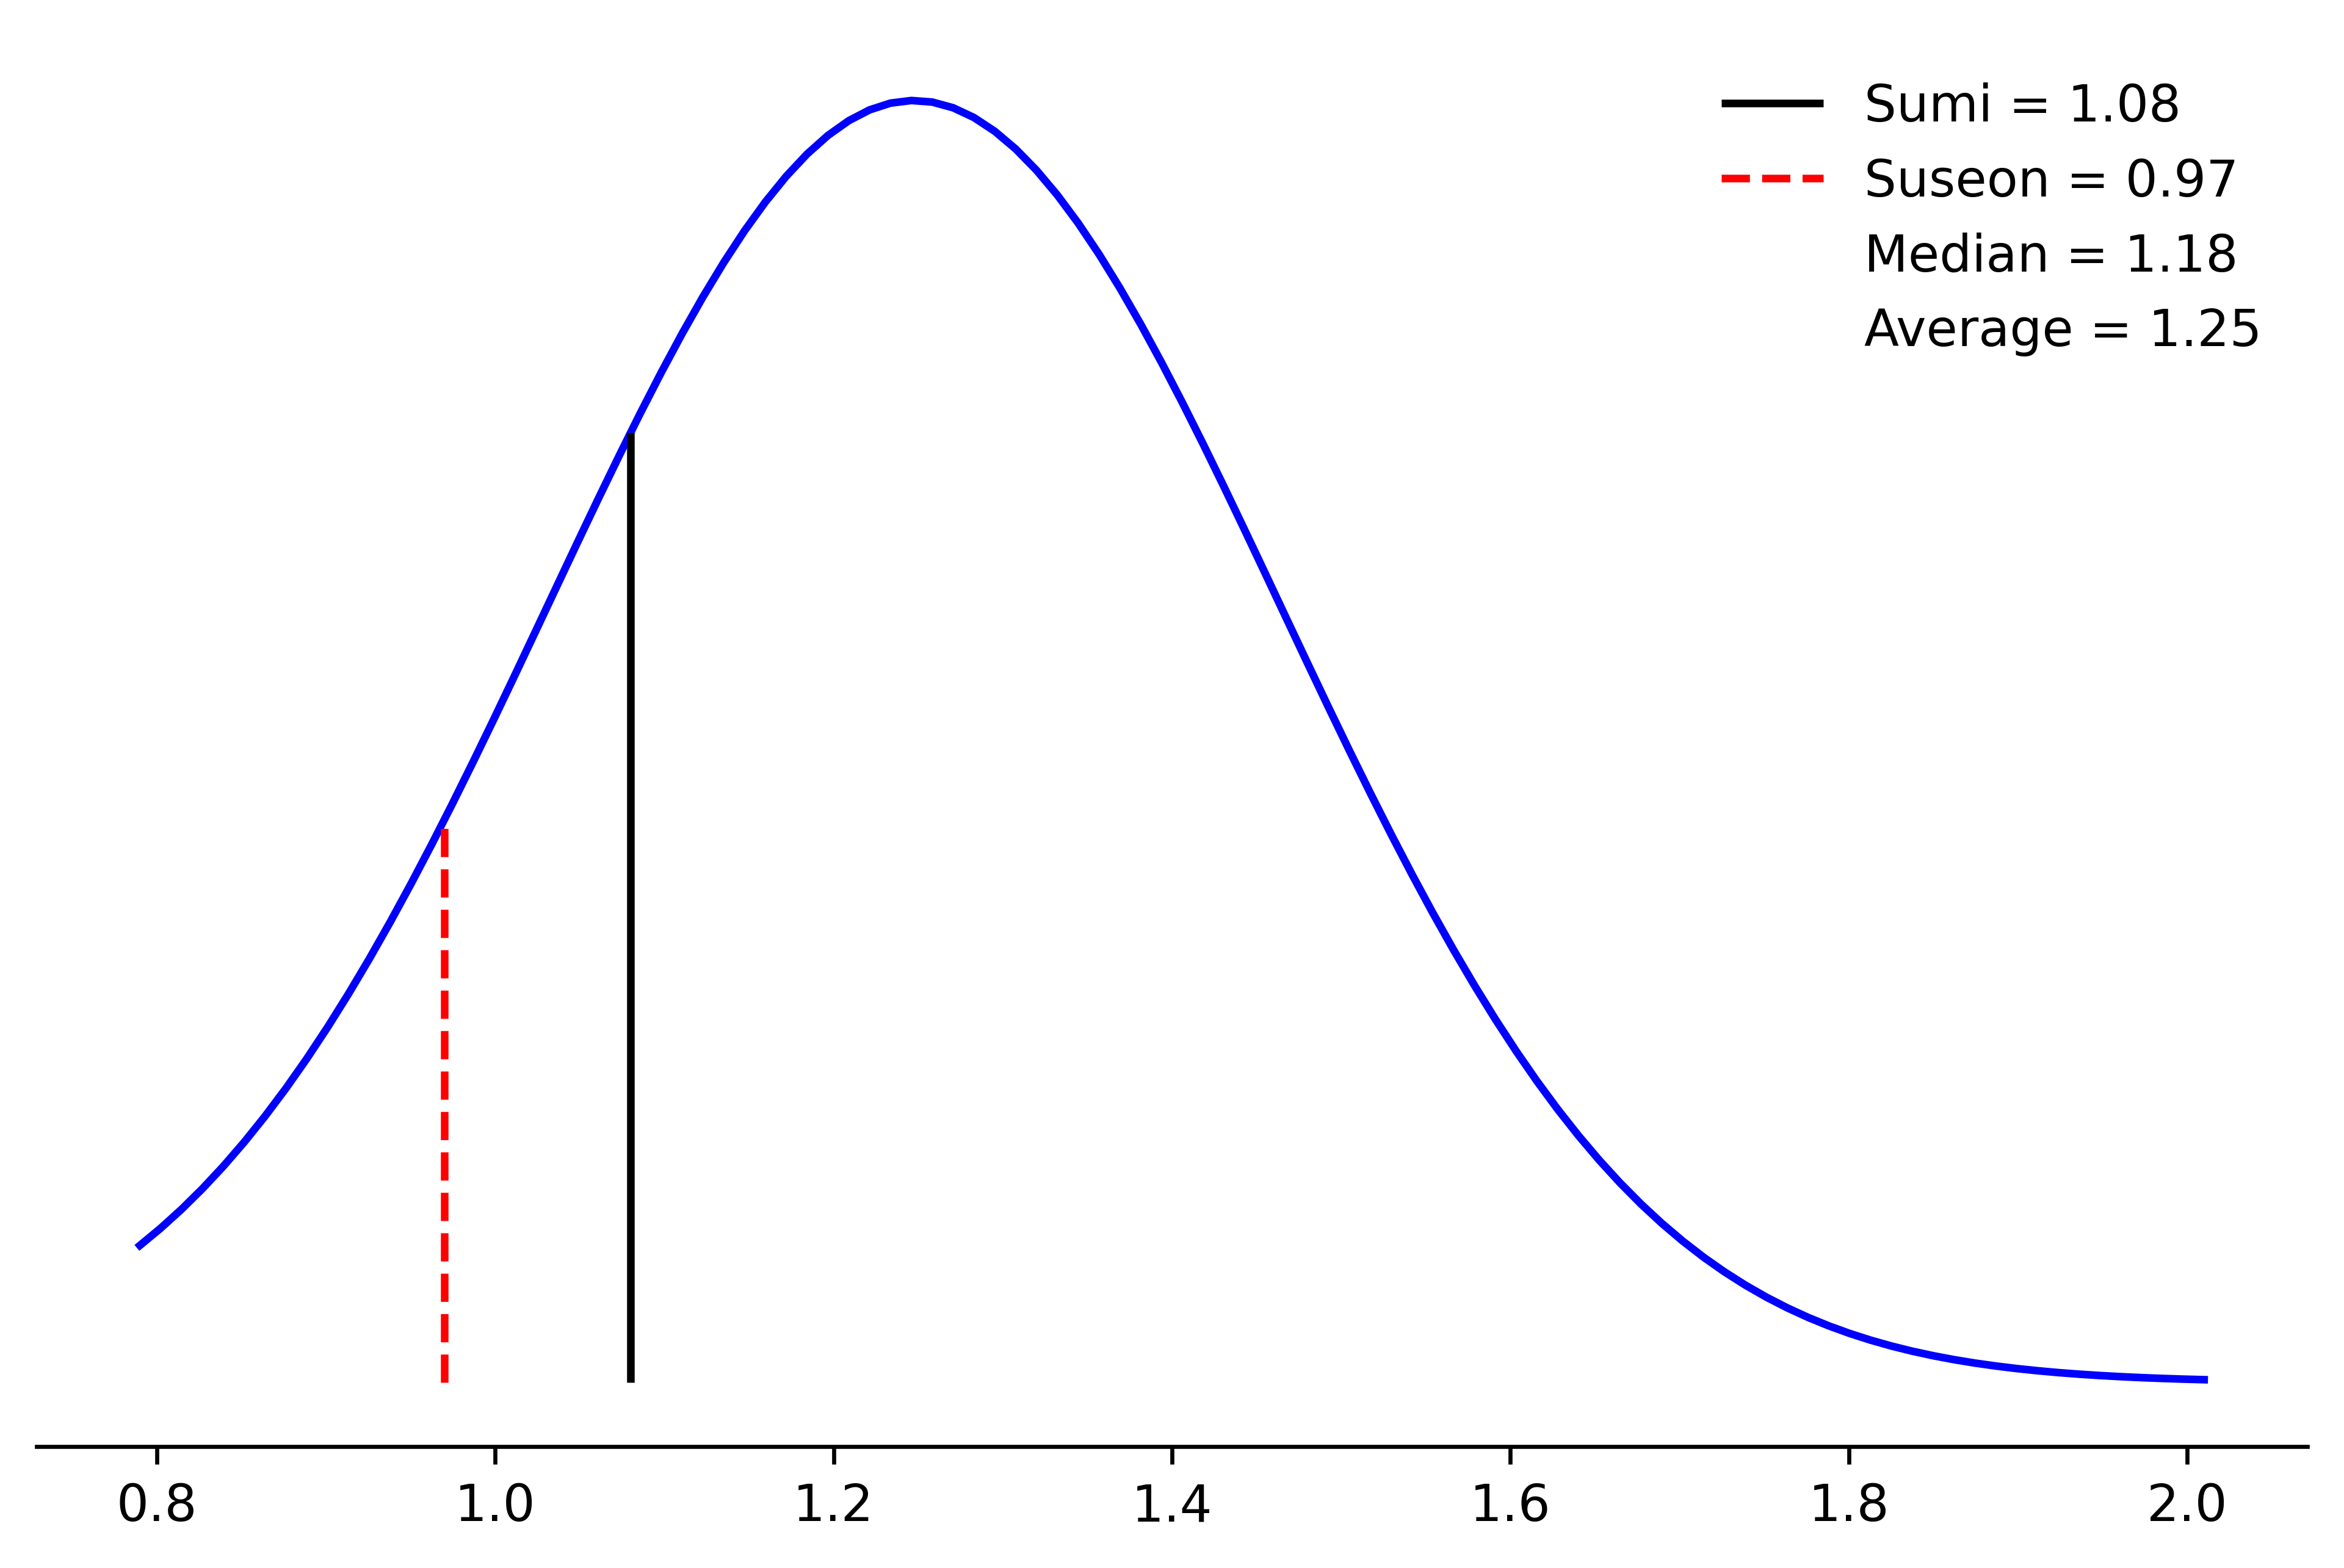 Sumi = 1.08
Suseon = 0.97
Median = 1.18
Average = 1.25
0.8 1.0 1.2 1.4 1.6 1.8 2.0